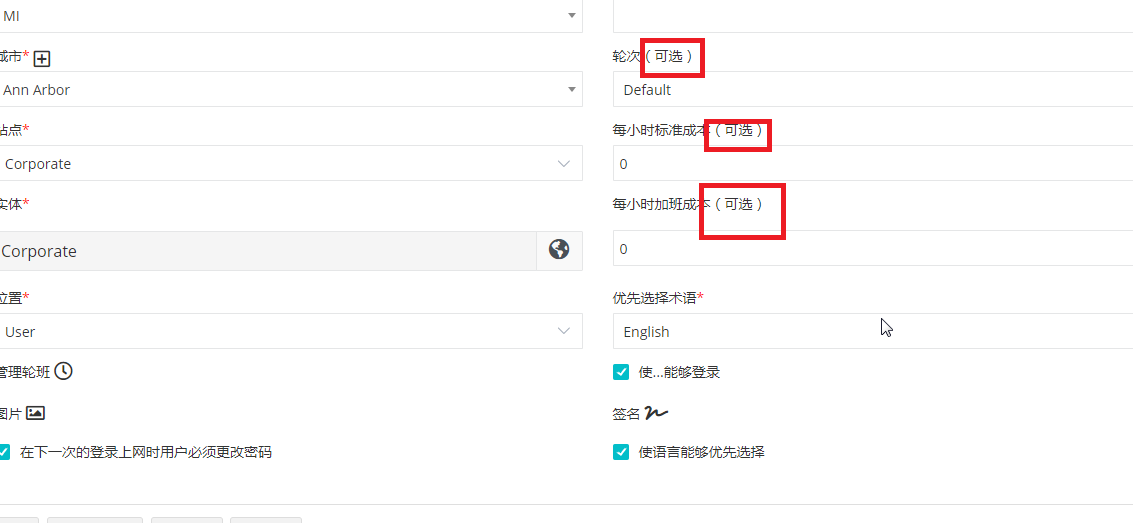 MI
城市*
轮次（可选）
Ann Arbor
Default
站点*
每小时标准成本（可选）
Corporate
0
实体*
每小时加班成本（可选）
Corporate
0
位置*
优先选择术语*
User
English
管理轮班
使...能够登录
图片
签名
在下一次的登录上网时用户必须更改密码
使语言能够优先选择